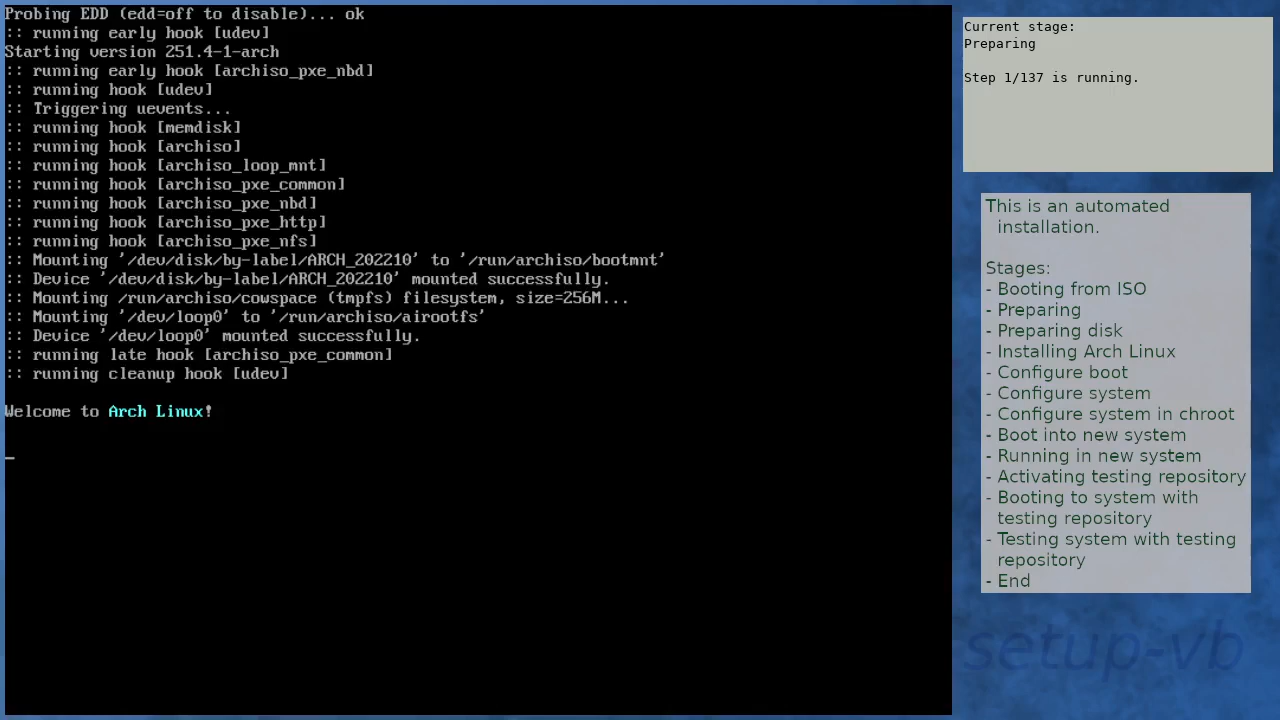 Probing EDD (edd=off to disable)... ok
:: running early hook [udev]
Starting version 251.4-1-arch
:: running early hook [archiso_pxe_nbd]
:: running hook [udev]
:: Triggering uevents...
:: running hook [memdisk]
:: running hook [archiso]
:: running hook [archiso_loop_mnt]
:: running hook [archiso_pxe_common]
:: running hook [archiso_pxe_nbd]
:: running hook [archiso_pxe_http]
:: running hook [archiso_pxe_nfs]
:: Mounting '/dev/disk/by-label/ARCH_202210' to '/run/archiso/bootmnt'
:: Device '/dev/disk/by-label/ARCH_202210' mounted successfully.
:: Mounting /run/archiso/cowspace (tmpfs) filesystem, size=256M...
:: Mounting '/dev/loop0' to '/run/archiso/airootfs'
:: Device '/dev/loop0' mounted successfully.
:: running late hook [archiso_pxe_common]
:: running cleanup hook [udev]
Welcome to Arch Linux!
Current stage:
Preparing
Step 1/137 is running.
This is an automated
installation.
Stages:
- Booting from ISO
- Preparing
- Preparing disk
- Installing Arch Linux
- Configure boot
- Configure system
- Configure system in chroot
- Boot into new system
- Running in new system
- Activating testing repository
- Booting to system with
testing repository
- Testing system with testing
repository
- End
setup-vb